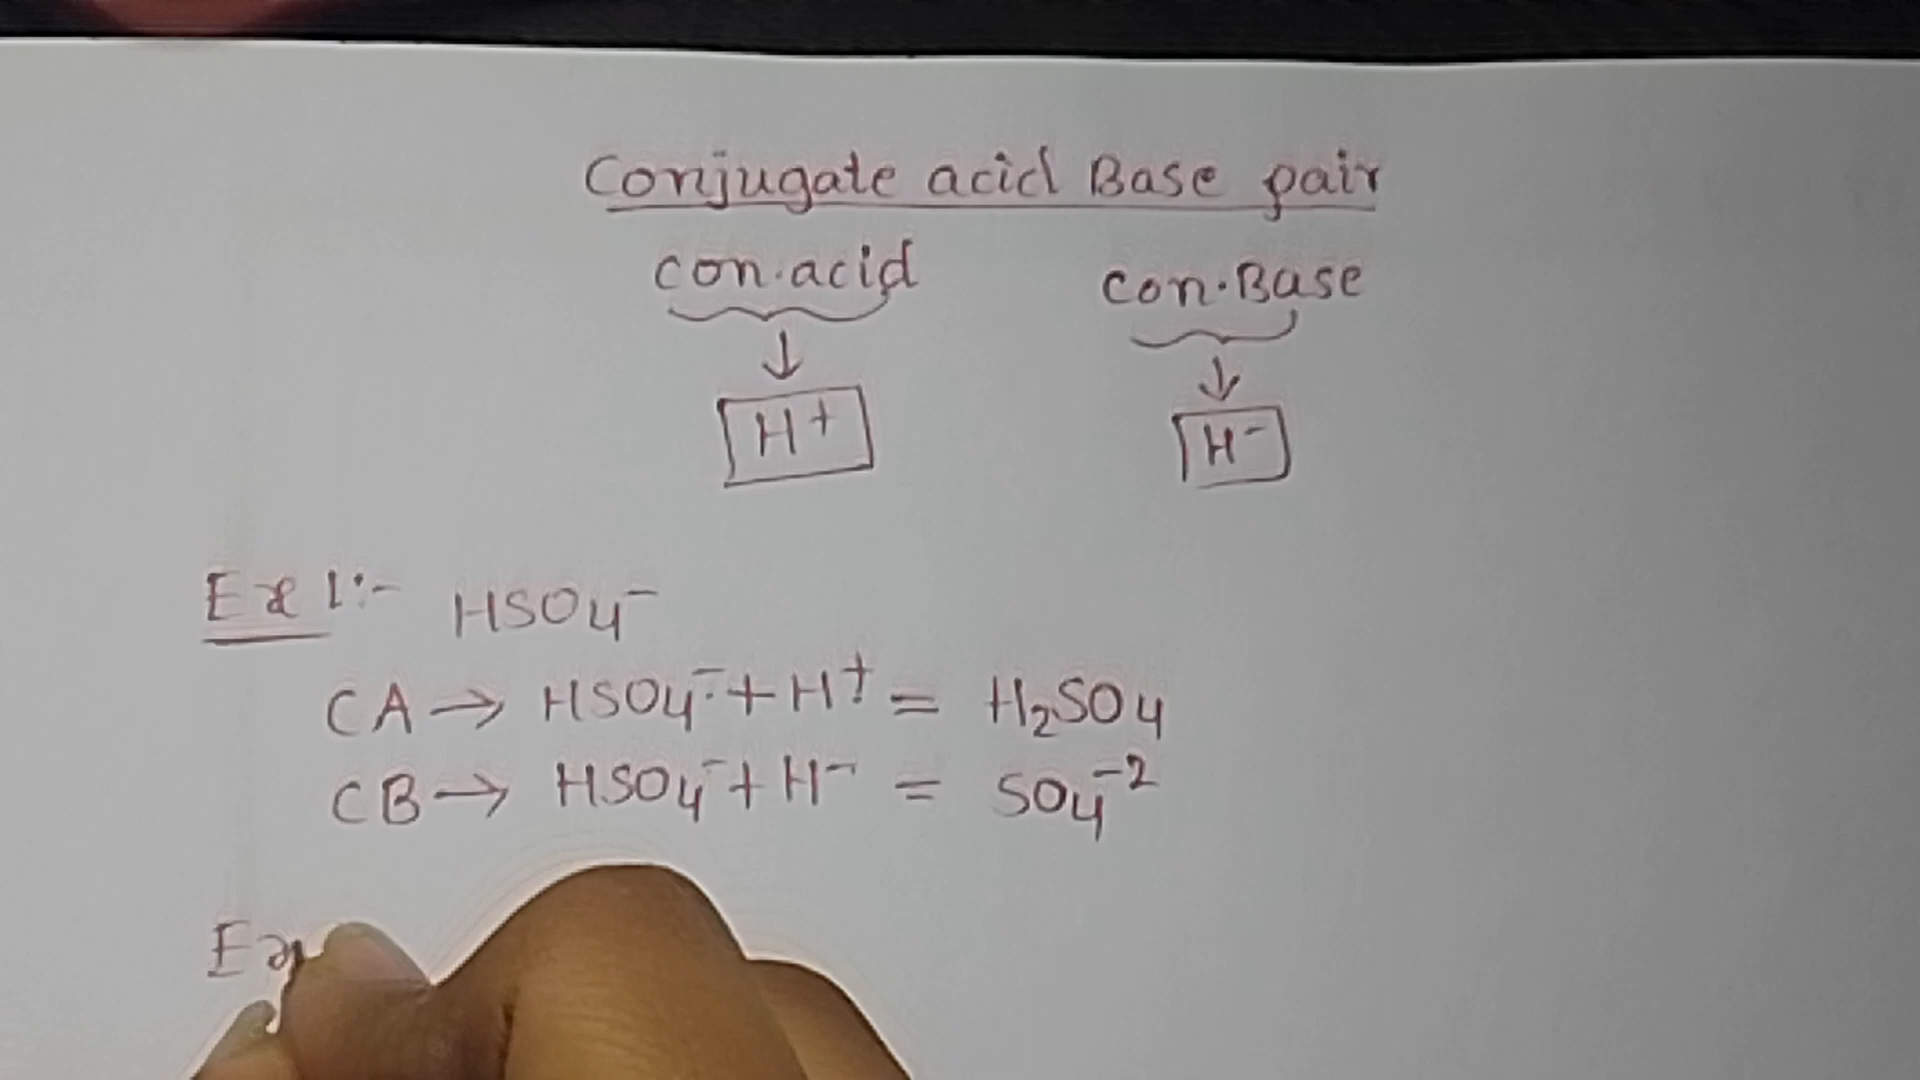 Conjugate acid Base pair
con.acid con.Base
↓ ↓
H+ H-
Ex 1:- HSO4-
CA → HSO4- + H+ = H2SO4
CB → HSO4- + H- = SO4-2